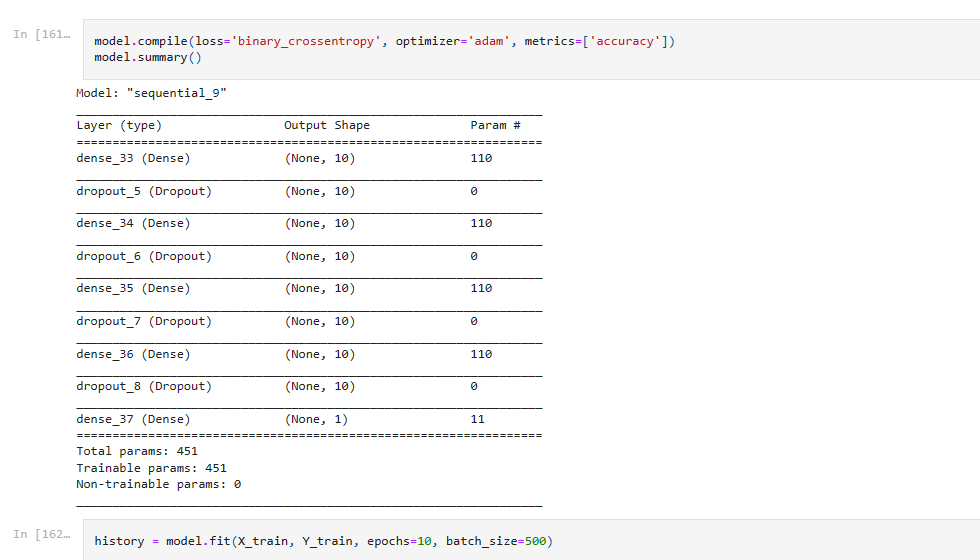 In [161…
model.compile(loss='binary_crossentropy', optimizer='adam', metrics=['accuracy'])
model.summary()
Model: "sequential_9"
_________________________________________________________________
Layer (type)                 Output Shape              Param #
=================================================================
dense_33 (Dense)             (None, 10)                110
_________________________________________________________________
dropout_5 (Dropout)          (None, 10)                0
_________________________________________________________________
dense_34 (Dense)             (None, 10)                110
_________________________________________________________________
dropout_6 (Dropout)          (None, 10)                0
_________________________________________________________________
dense_35 (Dense)             (None, 10)                110
_________________________________________________________________
dropout_7 (Dropout)          (None, 10)                0
_________________________________________________________________
dense_36 (Dense)             (None, 10)                110
_________________________________________________________________
dropout_8 (Dropout)          (None, 10)                0
_________________________________________________________________
dense_37 (Dense)             (None, 1)                 11
=================================================================
Total params: 451
Trainable params: 451
Non-trainable params: 0
_________________________________________________________________
In [162…
history = model.fit(X_train, Y_train, epochs=10, batch_size=500)